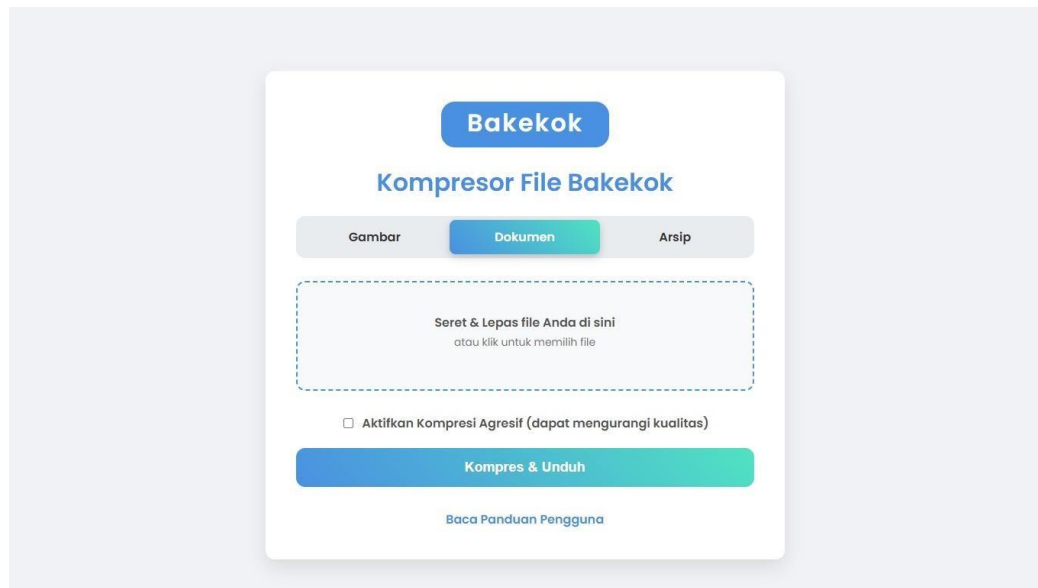 Bakekok
Kompresor File Bakekok
Gambar Dokumen Arsip
Seret & Lepas file Anda di sini
atau klik untuk memilih file
Aktifkan Kompresi Agresif (dapat mengurangi kualitas)
Kompres & Unduh
Baca Panduan Pengguna